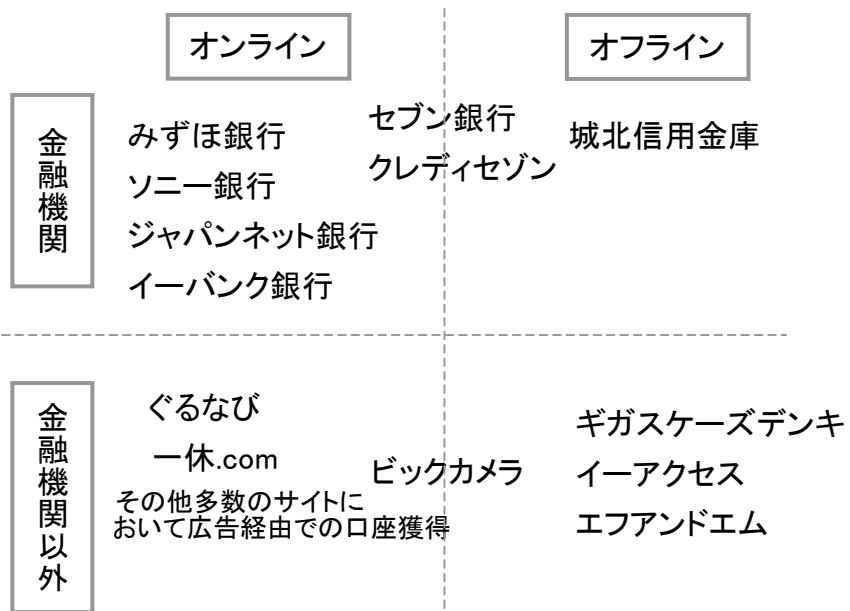 オンライン
オフライン
金融機関
みずほ銀行
ソニー銀行
ジャパンネット銀行
イーバンク銀行
セブン銀行
クレディセゾン
城北信用金庫
金融機関以外
ぐるなび
一休.com
その他多数のサイトに
おいて広告経由での口座獲得
ビックカメラ
ギガスケーズデンキ
イーアクセス
エフアンドエム